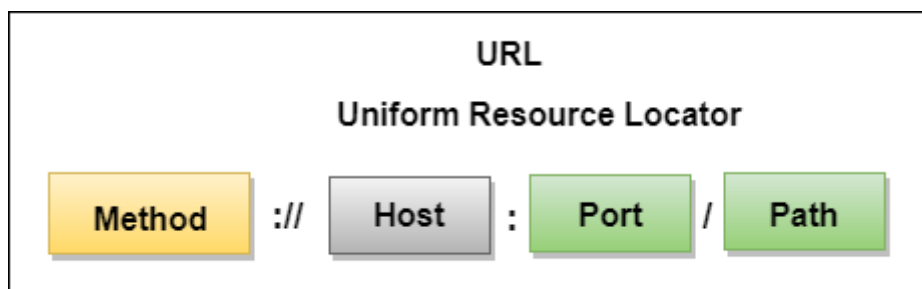 URL
Uniform Resource Locator
Method :// Host : Port / Path